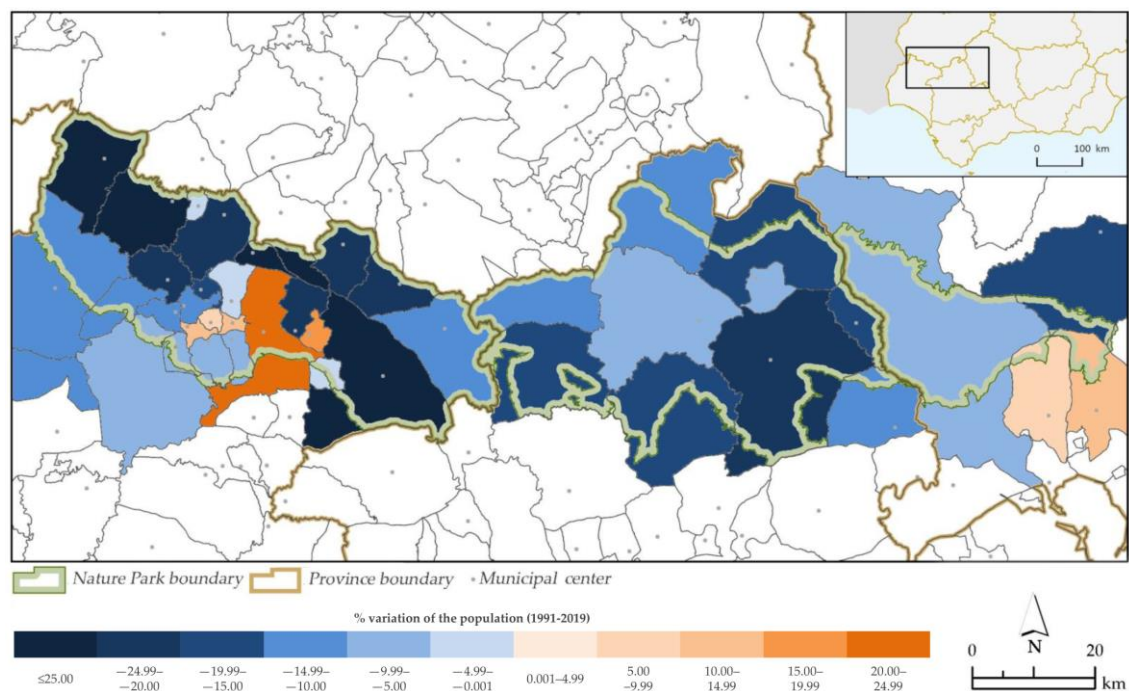 0 100 km
Nature Park boundary Province boundary Municipal center
% variation of the population (1991-2019)
≤25.00 −24.99– −19.99– −14.99– −9.99– −4.99– 0.001–4.99 5.00 10.00– 15.00– 20.00–
−20.00 −15.00 −10.00 −5.00 −0.001 –9.99 14.99 19.99 24.99
N
0 20
km